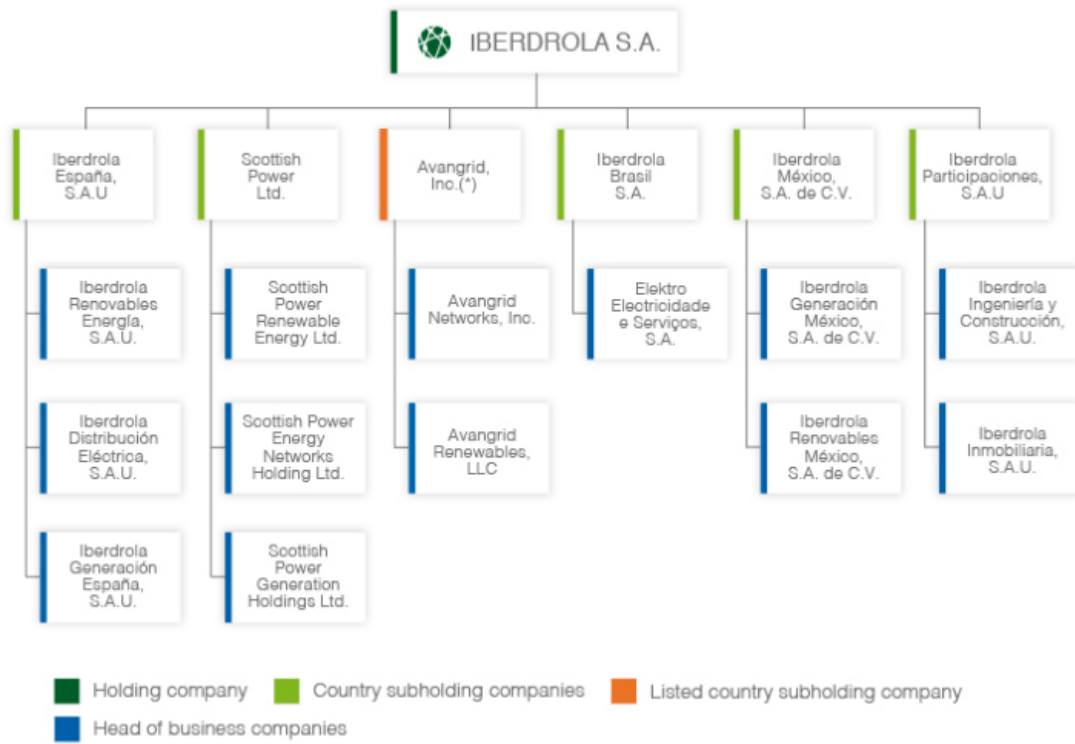 IBERDROLA S.A.
Iberdrola
España,
S.A.U
Scottish
Power
Ltd.
Avangrid,
Inc.(*)
Iberdrola
Brasil
S.A.
Iberdrola
México,
S.A. de C.V.
Iberdrola
Participaciones,
S.A.U
Iberdrola
Renovables
Energía,
S.A.U.
Scottish
Power
Renewable
Energy Ltd.
Avangrid
Networks, Inc.
Elektro
Electricidade
e Serviços,
S.A.
Iberdrola
Generación
México,
S.A. de C.V.
Iberdrola
Ingeniería y
Construcción,
S.A.U.
Iberdrola
Distribución
Eléctrica,
S.A.U.
Scottish Power
Energy
Networks
Holding Ltd.
Avangrid
Renewables,
LLC
Iberdrola
Renovables
México,
S.A. de C.V.
Iberdrola
Inmobiliaria,
S.A.U.
Iberdrola
Generación
España,
S.A.U.
Scottish
Power
Generation
Holdings Ltd.
Holding company
Country subholding companies
Listed country subholding company
Head of business companies